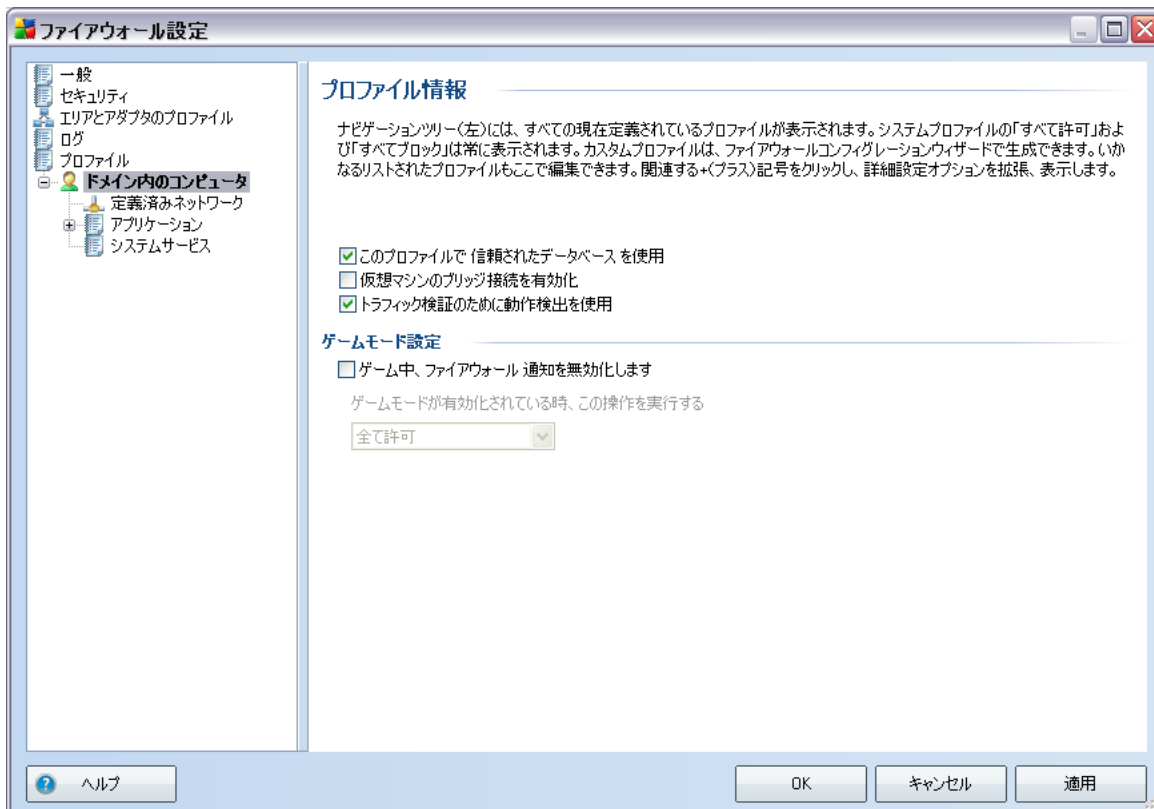 ファイアウォール設定
一般
セキュリティ
エリアとアダプタのプロファイル
ログ
プロファイル
ドメイン内のコンピュータ
定義済みネットワーク
アプリケーション
システムサービス
プロファイル情報
ナビゲーションツリー(左)には、すべての現在定義されているプロファイルが表示されます。システムプロファイルの「すべて許可」およ
び「すべてブロック」は常に表示されます。カスタムプロファイルは、ファイアウォールコンフィグレーションウィザードで生成できます。いか
なるリストされたプロファイルもここで編集できます。関連する+(プラス)記号をクリックし、詳細設定オプションを拡張、表示します。
このプロファイルで 信頼されたデータベース を使用
仮想マシンのブリッジ接続を有効化
トラフィック検証のために動作検出を使用
ゲームモード設定
ゲーム中、ファイアウォール 通知を無効化します
ゲームモードが有効化されている時、この操作を実行する
全て許可
ヘルプ
OK
キャンセル
適用